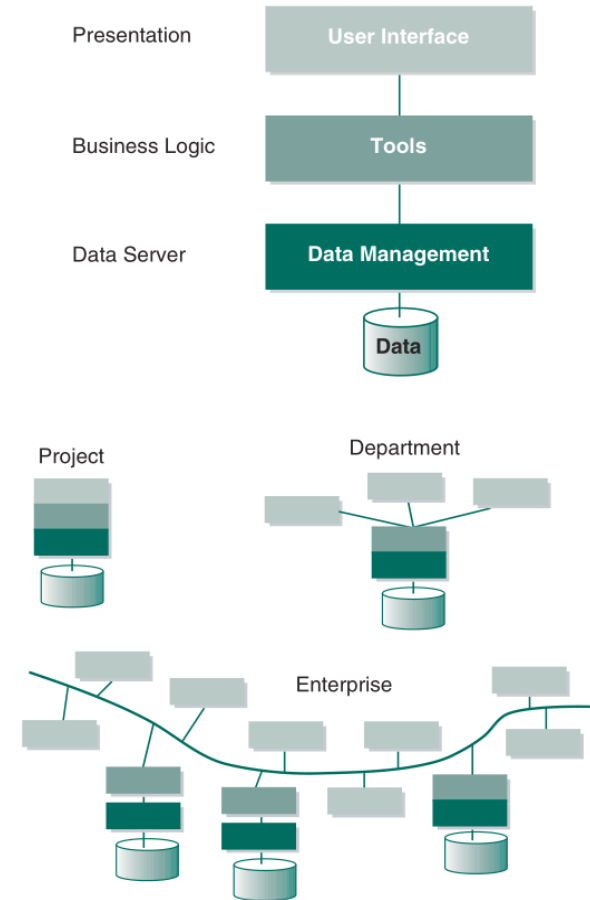 Presentation
User Interface
Business Logic
Tools
Data Server
Data Management
Data
Project
Department
Enterprise